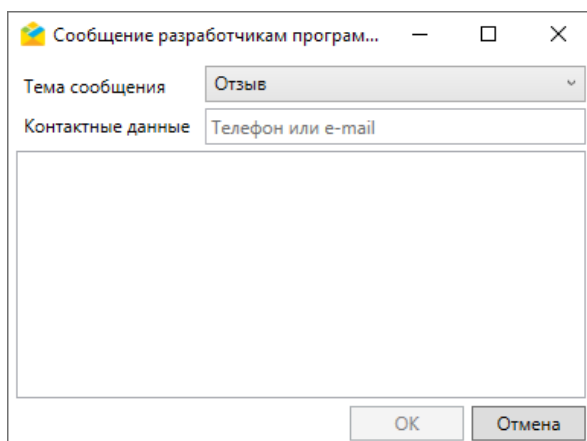 Сообщение разработчикам програм...
Тема сообщения Отзыв
Контактные данные Телефон или e-mail
OK Отмена